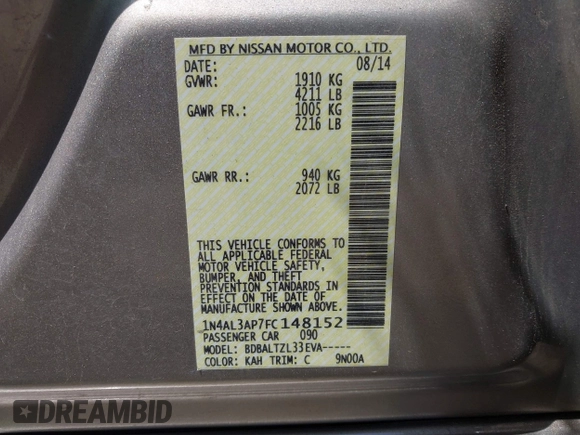 MFD BY NISSAN MOTOR CO., LTD.
DATE: 08/14
GVWR: 1910 KG
4211 LB
GAWR FR.: 1005 KG
2216 LB
GAWR RR.: 940 KG
2072 LB
THIS VEHICLE CONFORMS TO
ALL APPLICABLE FEDERAL
MOTOR VEHICLE SAFETY,
BUMPER, AND THEFT
PREVENTION STANDARDS IN
EFFECT ON THE DATE OF
MANUFACTURE SHOWN ABOVE.
1N4AL3AP7FC148152
PASSENGER CAR 090
MODEL: BDBALTZL33EVA-----
COLOR: KAH TRIM: C 9N00A
DREAMBID